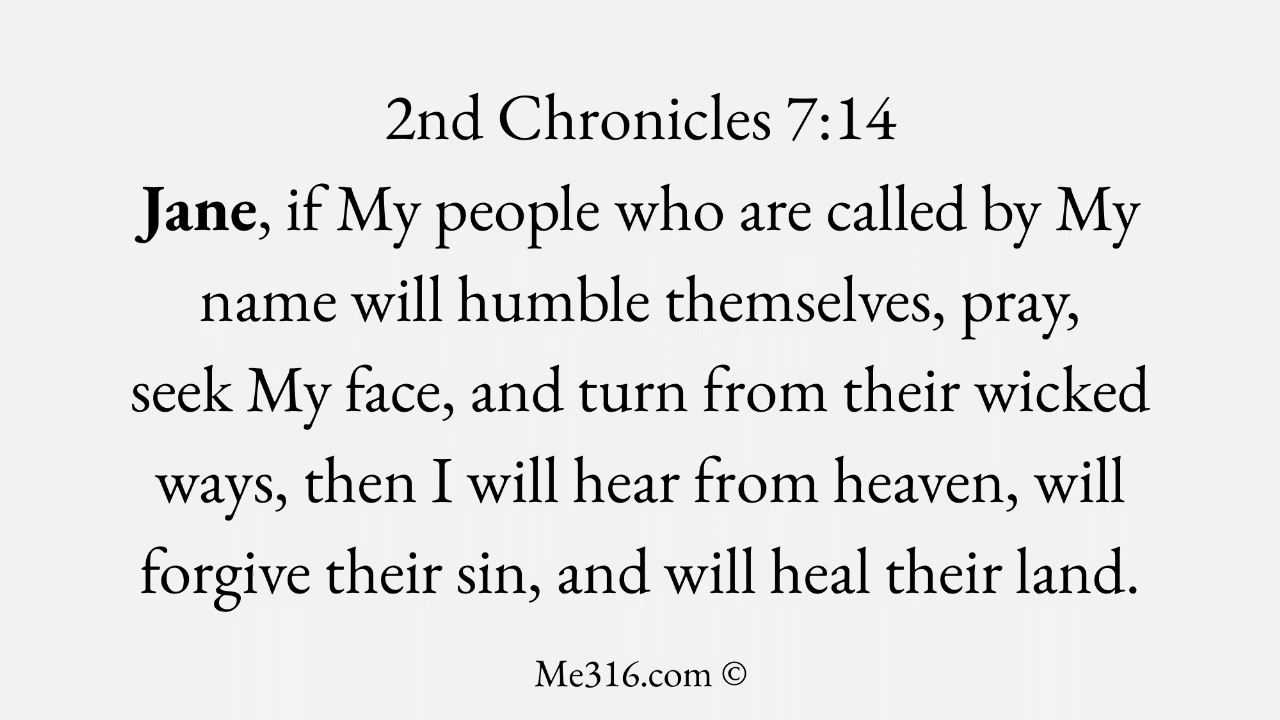 2nd Chronicles 7:14
Jane, if My people who are called by My
name will humble themselves, pray,
seek My face, and turn from their wicked
ways, then I will hear from heaven, will
forgive their sin, and will heal their land.
Me316.com ©